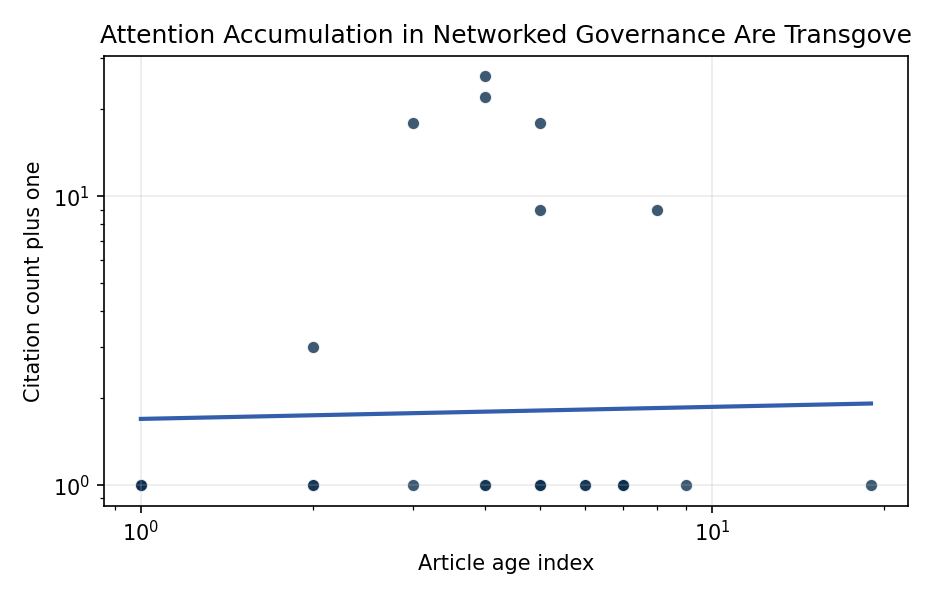 Attention Accumulation in Networked Governance Are Transgove
Citation count plus one
10¹
10⁰
10⁰
10¹
Article age index